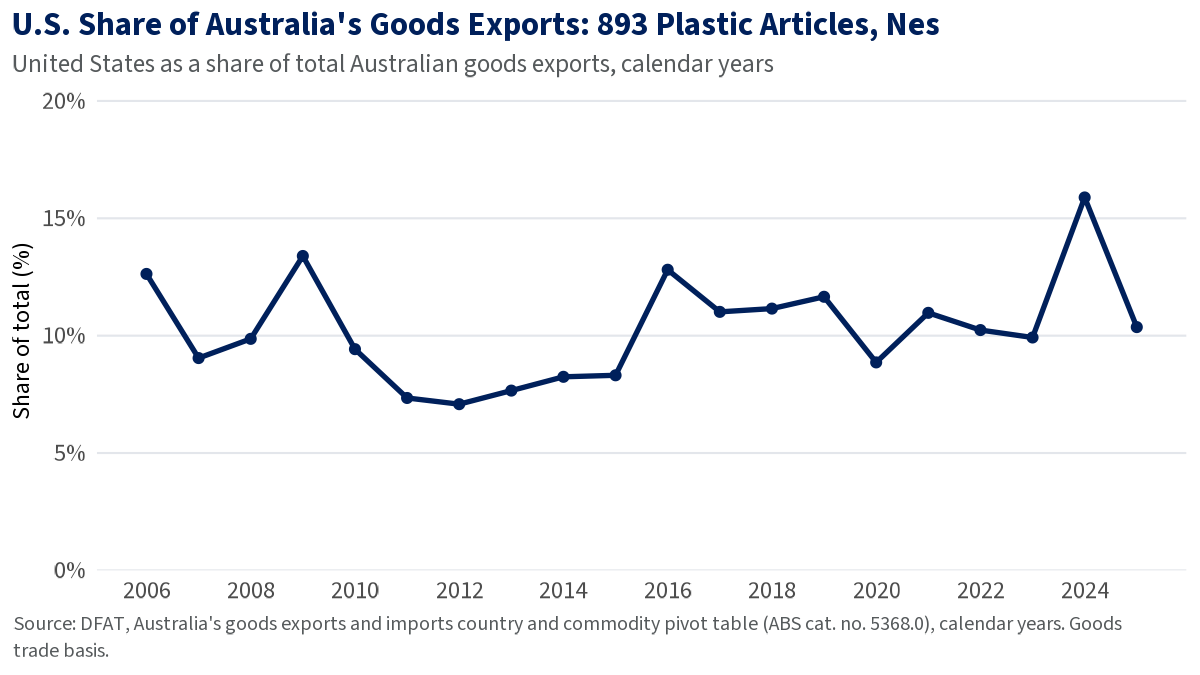 U.S. Share of Australia's Goods Exports: 893 Plastic Articles, Nes
United States as a share of total Australian goods exports, calendar years
Share of total (%)
20%
15%
10%
5%
0%
2006 2008 2010 2012 2014 2016 2018 2020 2022 2024
Source: DFAT, Australia's goods exports and imports country and commodity pivot table (ABS cat. no. 5368.0), calendar years. Goods
trade basis.